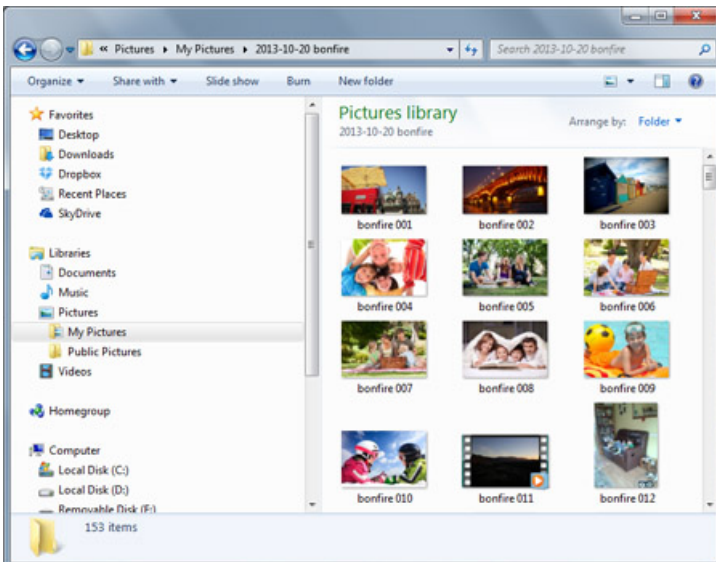 « Pictures ▸ My Pictures ▸ 2013-10-20 bonfire
Search 2013-10-20 bonfire
Organize Share with Slide show Burn New folder
Favorites
Desktop
Downloads
Dropbox
Recent Places
SkyDrive
Libraries
Documents
Music
Pictures
My Pictures
Public Pictures
Videos
Homegroup
Computer
Local Disk (C:)
Local Disk (D:)
Removable Disk (F:)
Pictures library
2013-10-20 bonfire
Arrange by: Folder
bonfire 001 bonfire 002 bonfire 003
bonfire 004 bonfire 005 bonfire 006
bonfire 007 bonfire 008 bonfire 009
bonfire 010 bonfire 011 bonfire 012
153 items